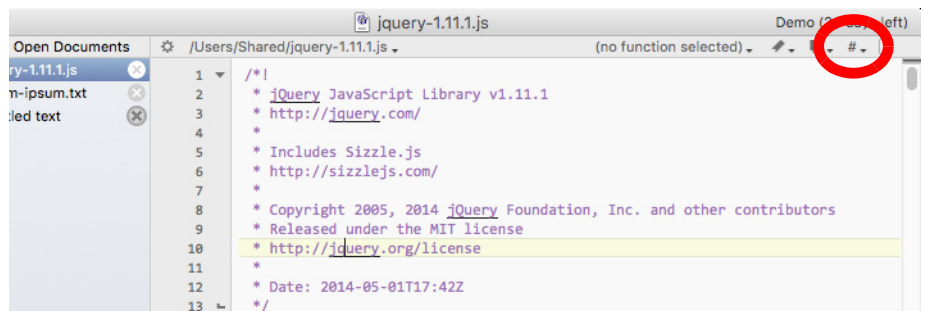 jquery-1.11.1.js
Demo (2 left)
Open Documents
/Users/Shared/jquery-1.11.1.js
(no function selected)
#
ry-1.11.1.js
m-ipsum.txt
tled text
1 /*!
2 * jQuery JavaScript Library v1.11.1
3 * http://jquery.com/
4 *
5 * Includes Sizzle.js
6 * http://sizzlejs.com/
7 *
8 * Copyright 2005, 2014 jQuery Foundation, Inc. and other contributors
9 * Released under the MIT license
10 * http://jquery.org/license
11 *
12 * Date: 2014-05-01T17:42Z
13 */